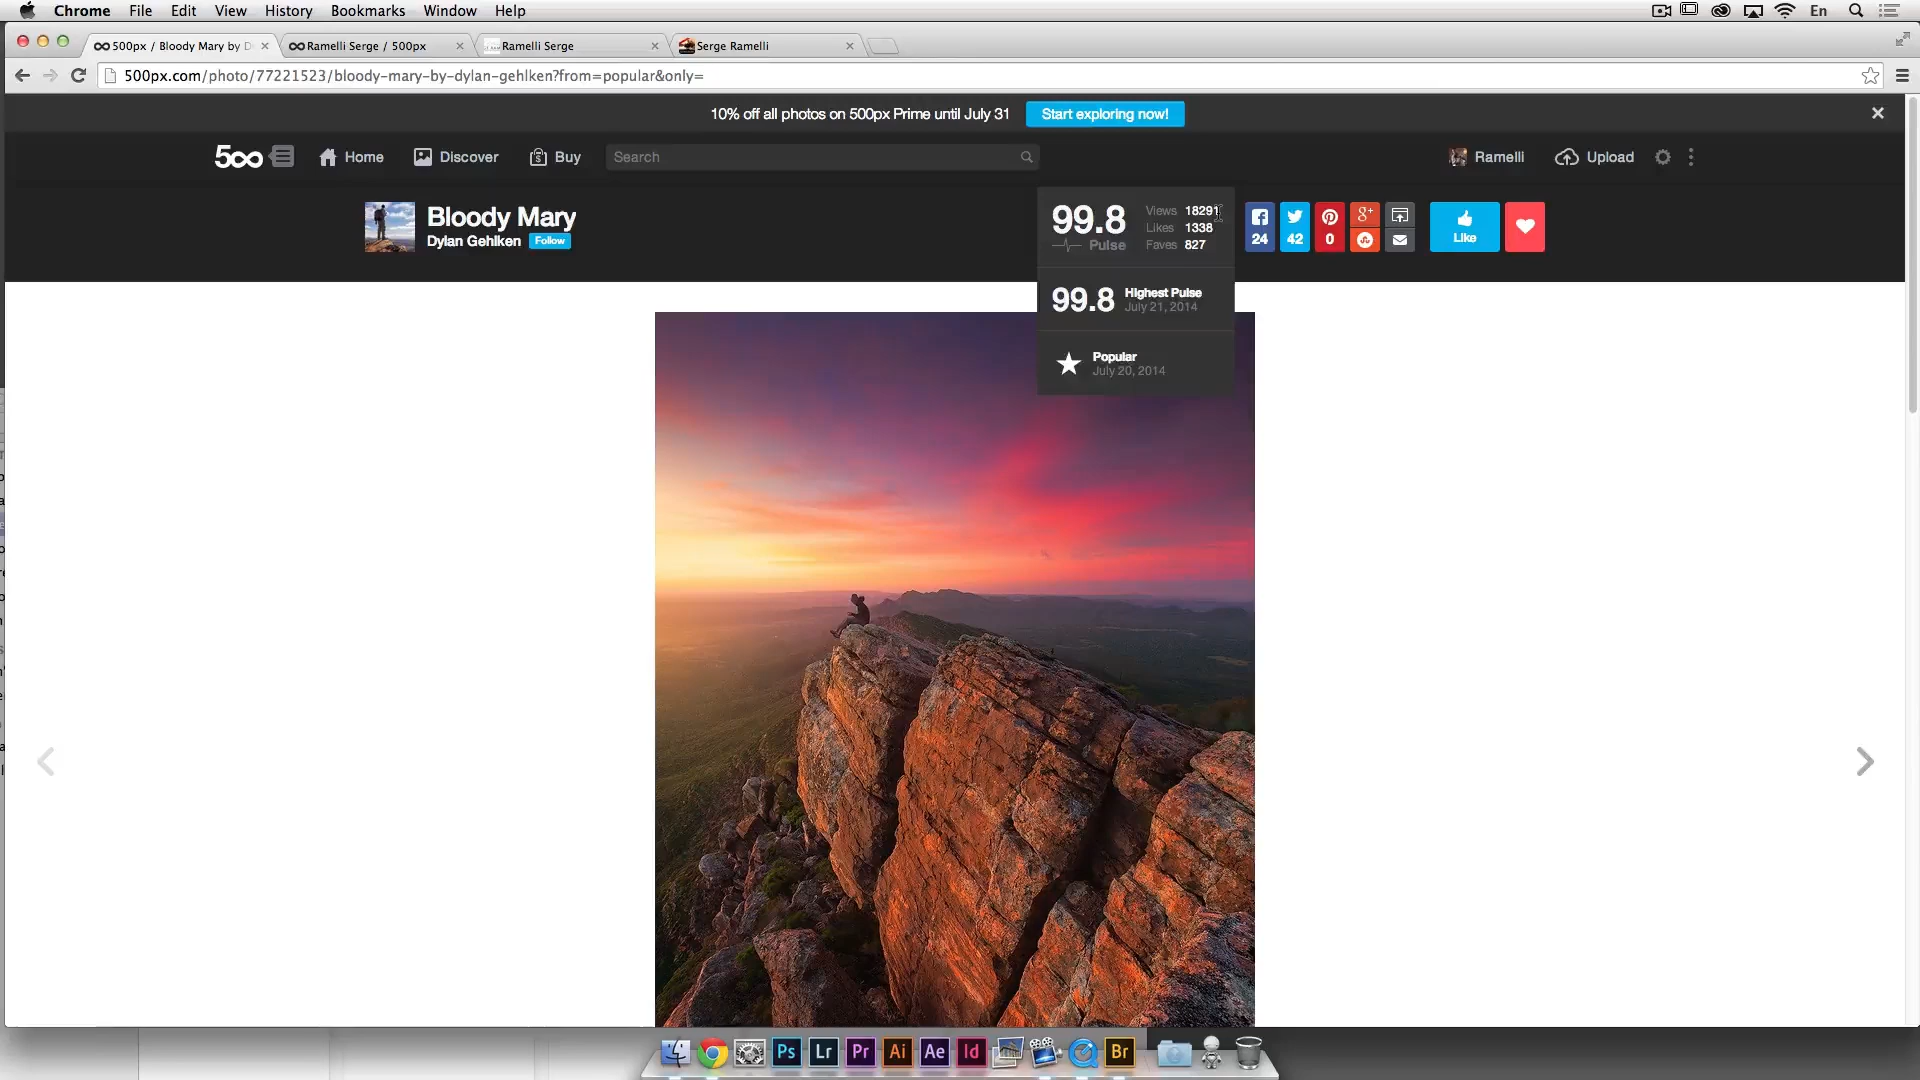 Chrome File Edit View History Bookmarks Window Help En
500px / Bloody Mary by D
Ramelli Serge / 500px
Ramelli Serge
Serge Ramelli
500px.com/photo/77221523/bloody-mary-by-dylan-gehlken?from=popular&only=
10% off all photos on 500px Prime until July 31 Start exploring now!
500 Home Discover Buy Search Ramelli Upload
Bloody Mary
Dylan Gehlken Follow
99.8
Pulse
Views 18291
Likes 1338
Faves 827
24 42 0 g+ Like
99.8 Highest Pulse
July 21, 2014
Popular
July 20, 2014
Ps Lr Pr Ai Ae Id Br